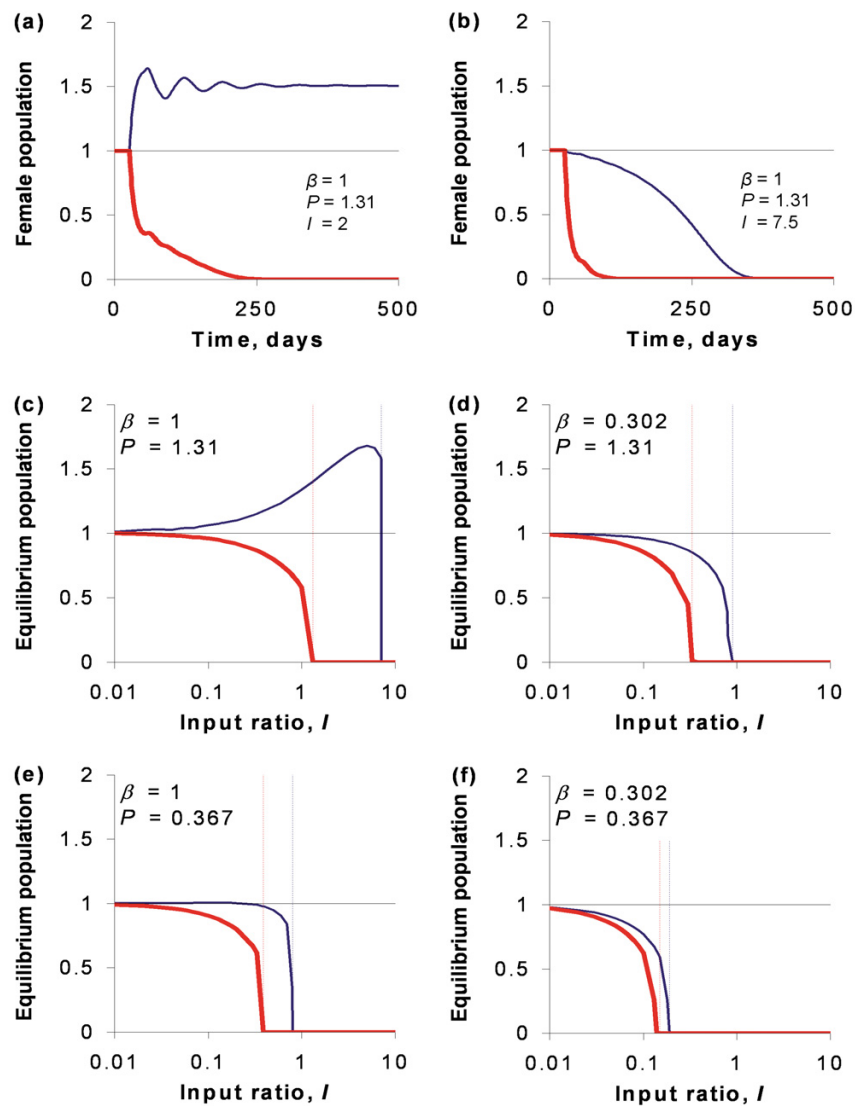 (a)
2
1.5
1
0.5
0
Female population
β = 1
P = 1.31
I = 2
0 250 500
Time, days
(b)
2
1.5
1
0.5
0
Female population
β = 1
P = 1.31
I = 7.5
0 250 500
Time, days
(c)
2
1.5
1
0.5
0
Equilibrium population
β = 1
P = 1.31
0.01 0.1 1 10
Input ratio, I
(d)
2
1.5
1
0.5
0
Equilibrium population
β = 0.302
P = 1.31
0.01 0.1 1 10
Input ratio, I
(e)
2
1.5
1
0.5
0
Equilibrium population
β = 1
P = 0.367
0.01 0.1 1 10
Input ratio, I
(f)
2
1.5
1
0.5
0
Equilibrium population
β = 0.302
P = 0.367
0.01 0.1 1 10
Input ratio, I